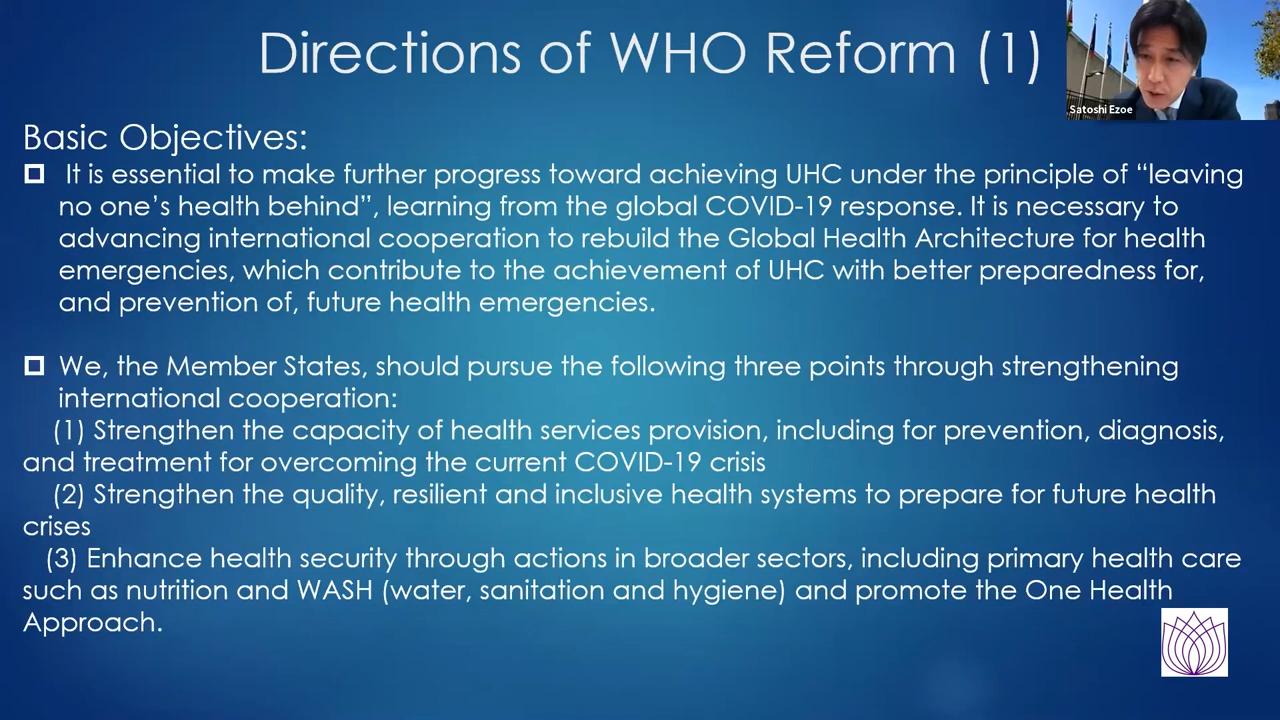 Directions of WHO Reform (1)
Satoshi Ezoe
Basic Objectives:
It is essential to make further progress toward achieving UHC under the principle of “leaving
no one’s health behind”, learning from the global COVID-19 response. It is necessary to
advancing international cooperation to rebuild the Global Health Architecture for health
emergencies, which contribute to the achievement of UHC with better preparedness for,
and prevention of, future health emergencies.
We, the Member States, should pursue the following three points through strengthening
international cooperation:
(1) Strengthen the capacity of health services provision, including for prevention, diagnosis,
and treatment for overcoming the current COVID-19 crisis
(2) Strengthen the quality, resilient and inclusive health systems to prepare for future health
crises
(3) Enhance health security through actions in broader sectors, including primary health care
such as nutrition and WASH (water, sanitation and hygiene) and promote the One Health
Approach.